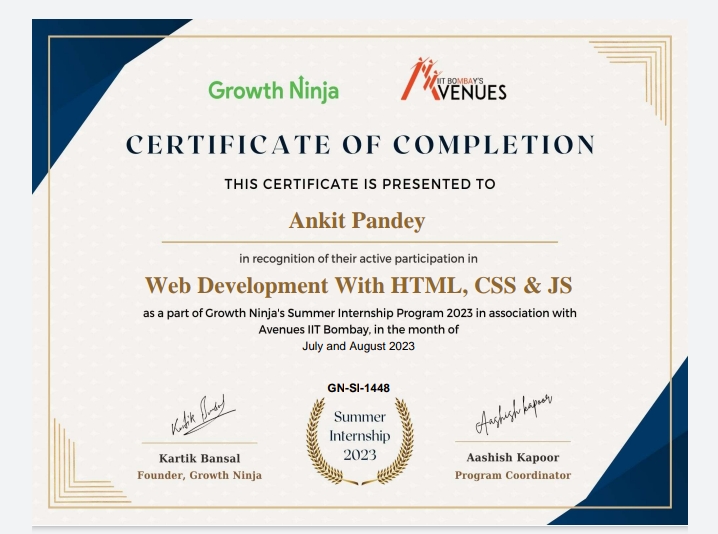 Growth Ninja
IIT BOMBAY'S
AVENUES
CERTIFICATE OF COMPLETION
THIS CERTIFICATE IS PRESENTED TO
Ankit Pandey
in recognition of their active participation in
Web Development With HTML, CSS & JS
as a part of Growth Ninja's Summer Internship Program 2023 in association with
Avenues IIT Bombay, in the month of
July and August 2023
GN-SI-1448
Summer
Internship
2023
Kartik Bansal
Kartik Bansal
Founder, Growth Ninja
Aashish kapoor
Aashish Kapoor
Program Coordinator